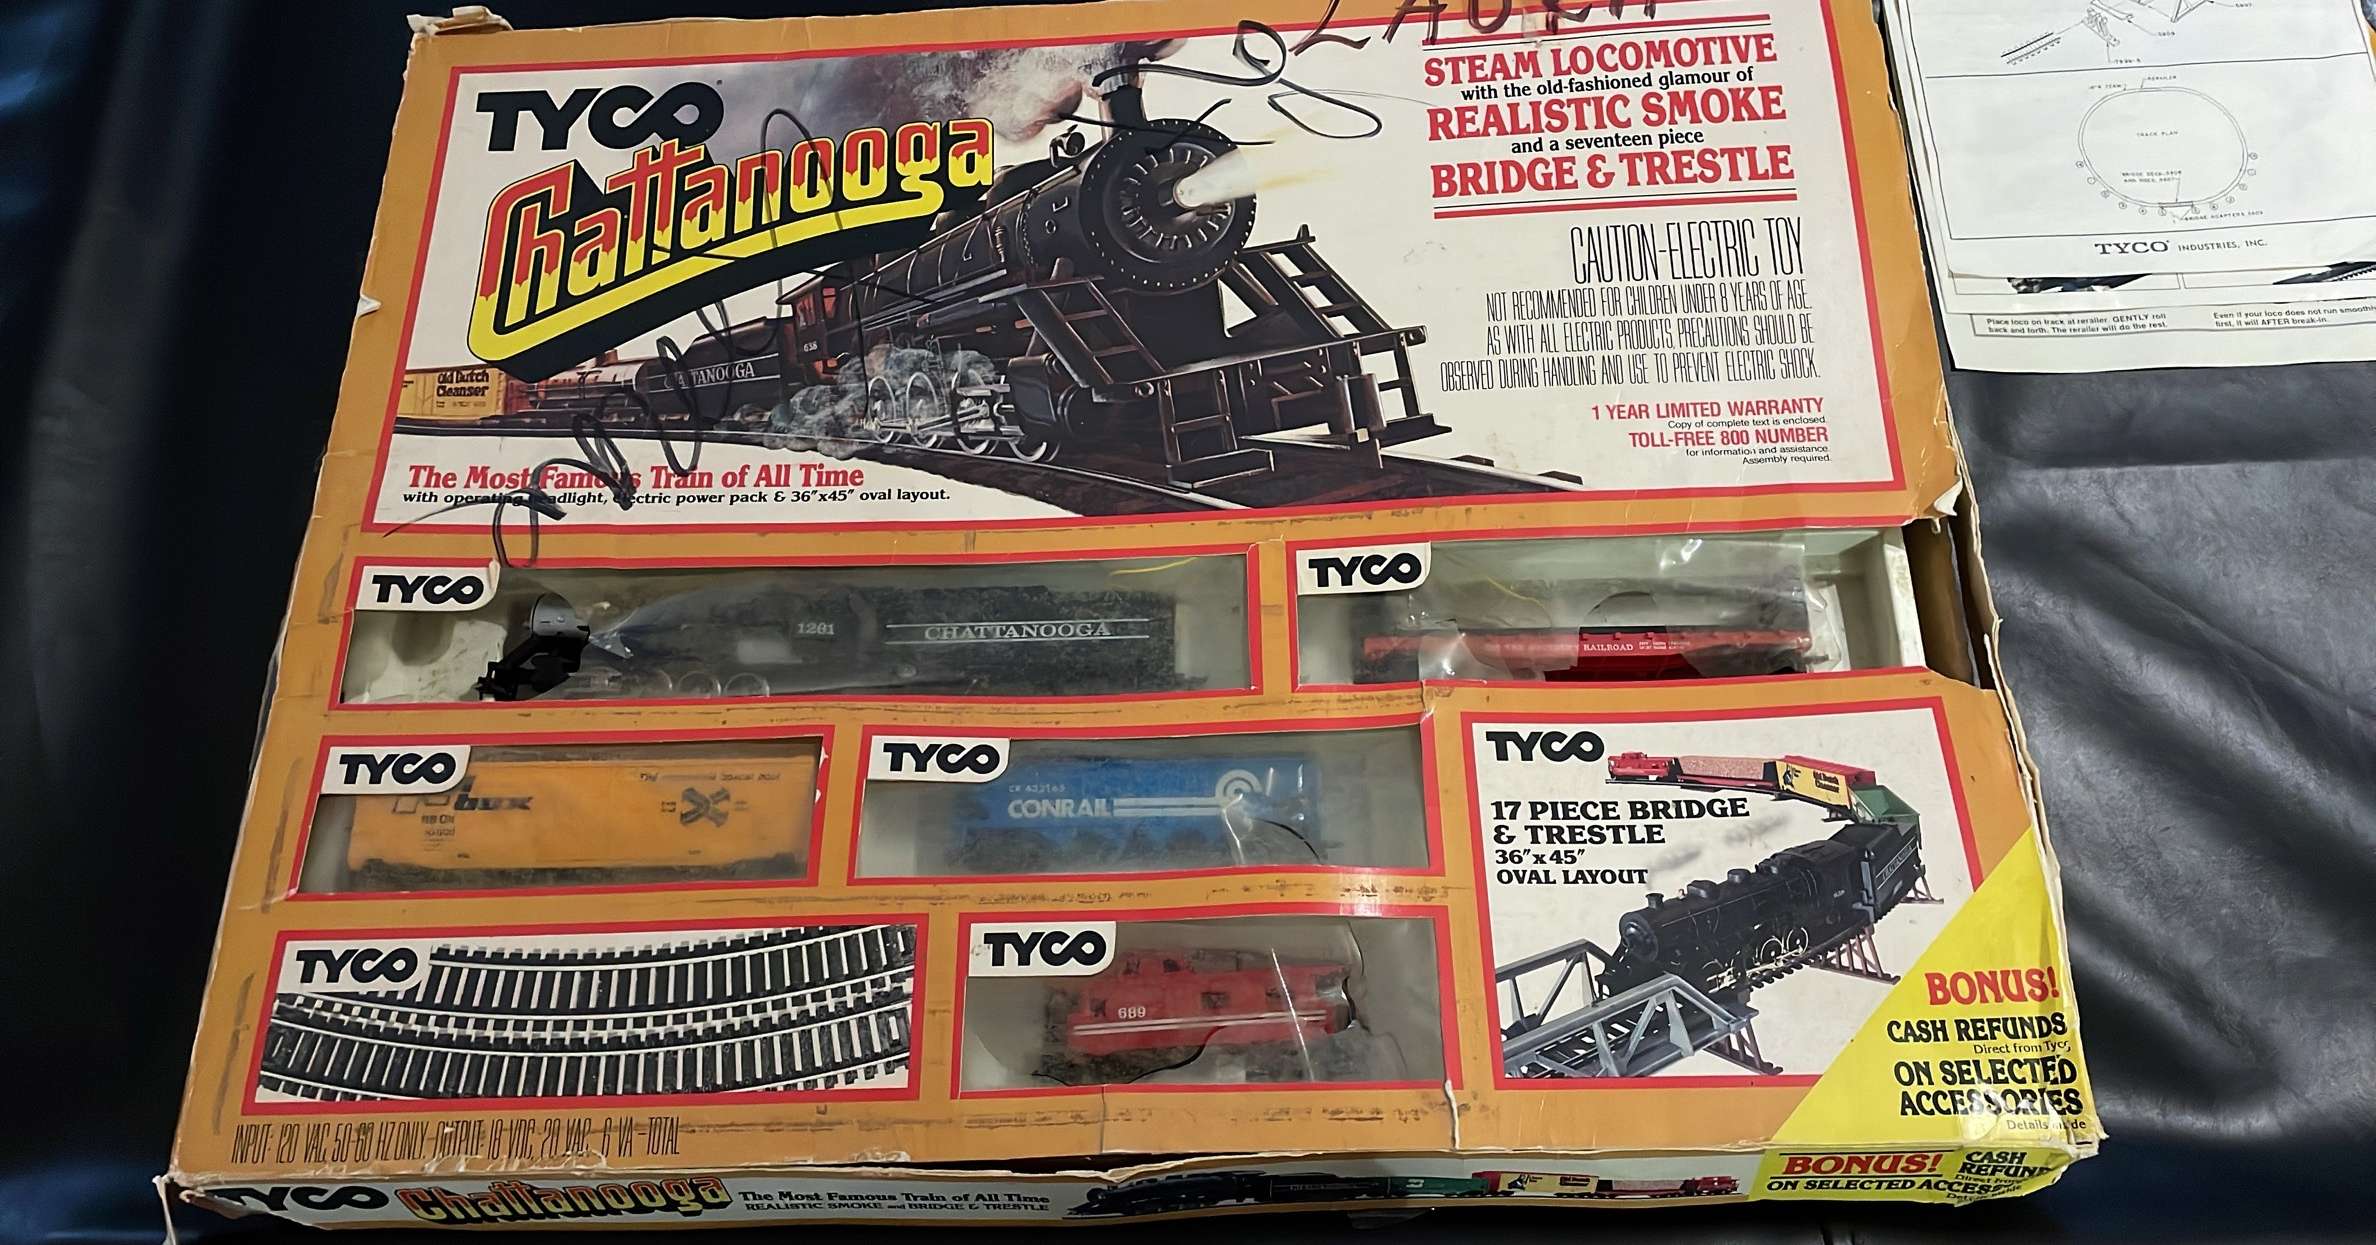 LAUEN
STEAM LOCOMOTIVE
with the old-fashioned glamour of
REALISTIC SMOKE
and a seventeen piece
BRIDGE & TRESTLE
TYCO
Chattanooga
CAUTION-ELECTRIC TOY
NOT RECOMMENDED FOR CHILDREN UNDER 8 YEARS OF AGE.
AS WITH ALL ELECTRIC PRODUCTS, PRECAUTIONS SHOULD BE
OBSERVED DURING HANDLING AND USE TO PREVENT ELECTRIC SHOCK.
1 YEAR LIMITED WARRANTY
Copy of complete text is enclosed.
TOLL-FREE 800 NUMBER
for information and assistance.
Assembly required.
638
CHATTANOOGA
Old Dutch
Cleanser
The Most Famous Train of All Time
with operating headlight, electric power pack & 36"x45" oval layout.
TYCO
1261
CHATTANOOGA
TYCO
RAILROAD
TYCO
box
TYCO
CONRAIL
TYCO
17 PIECE BRIDGE
& TRESTLE
36"x45"
OVAL LAYOUT
Old Dutch
Cleanser
TYCO
TYCO
689
BONUS!
CASH REFUNDS
Direct from Tyco
ON SELECTED
ACCESSORIES
Details inside
INPUT: 120 VAC, 50-60 HZ ONLY-OUTPUT: 18 VDC, 20 VAC, 6 VA-TOTAL
TYCO Chattanooga The Most Famous Train of All Time
REALISTIC SMOKE and BRIDGE & TRESTLE
BONUS! CASH
REFUN
ON SELECTED ACCESS
TRACK PLAN
TYCO INDUSTRIES, INC.
Place loco on track at rerailer. GENTLY roll
back and forth. The rerailer will do the rest.
Even if your loco does not run smoothly
first, it will AFTER break-in.